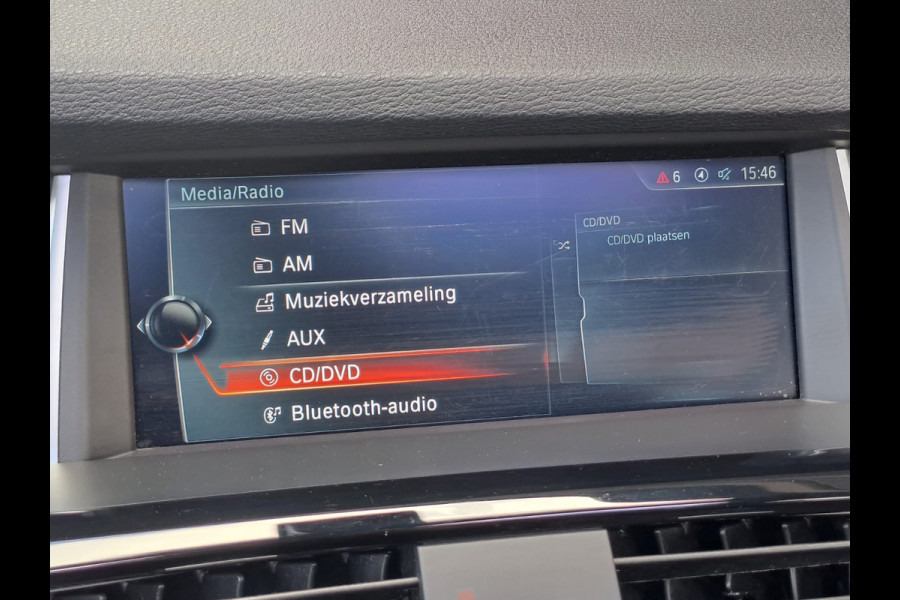 Media/Radio
6 15:46
FM
AM
Muziekverzameling
AUX
CD/DVD
Bluetooth-audio
CD/DVD
CD/DVD plaatsen